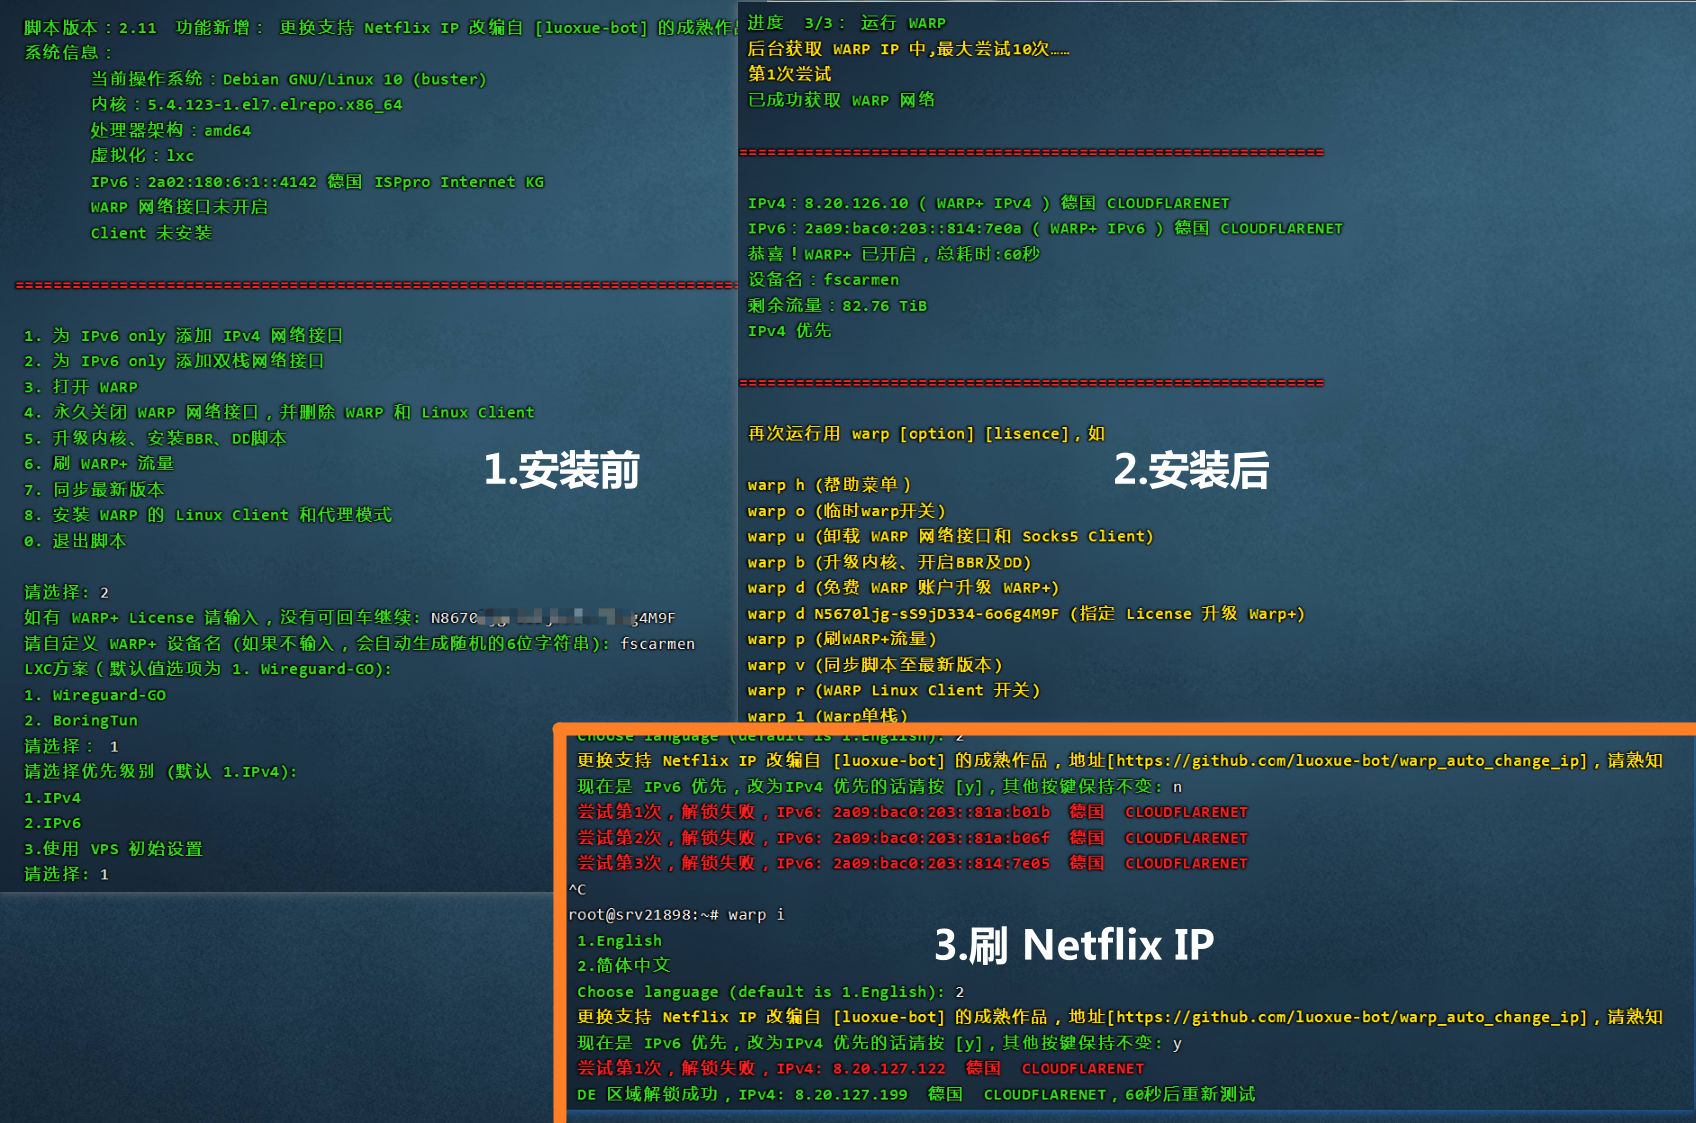 脚本版本：2.11  功能新增： 更换支持 Netflix IP 改编自 [luoxue-bot] 的成熟作
系统信息：
当前操作系统：Debian GNU/Linux 10 (buster)
内核：5.4.123-1.el7.elrepo.x86_64
处理器架构：amd64
虚拟化：lxc
IPv6：2a02:180:6:1::4142 德国 ISPpro Internet KG
WARP 网络接口未开启
Client 未安装
==============================================================================
1. 为 IPv6 only 添加 IPv4 网络接口
2. 为 IPv6 only 添加双栈网络接口
3. 打开 WARP
4. 永久关闭 WARP 网络接口，并删除 WARP 和 Linux Client
5. 升级内核、安装BBR、DD脚本
6. 刷 WARP+ 流量
7. 同步最新版本
8. 安装 WARP 的 Linux Client 和代理模式
0. 退出脚本
1.安装前
请选择: 2
如有 WARP+ License 请输入，没有可回车继续: N8670 g4M9F
请自定义 WARP+ 设备名 (如果不输入，会自动生成随机的6位字符串): fscarmen
LXC方案（默认值选项为 1. Wireguard-GO):
1. Wireguard-GO
2. BoringTun
请选择： 1
请选择优先级别 (默认 1.IPv4):
1.IPv4
2.IPv6
3.使用 VPS 初始设置
请选择: 1
进度  3/3： 运行 WARP
后台获取 WARP IP 中,最大尝试10次……
第1次尝试
已成功获取 WARP 网络
==============================================================
IPv4：8.20.126.10 ( WARP+ IPv4 ) 德国 CLOUDFLARENET
IPv6：2a09:bac0:203::814:7e0a ( WARP+ IPv6 ) 德国 CLOUDFLARENET
恭喜！WARP+ 已开启，总耗时:60秒
设备名：fscarmen
剩余流量：82.76 TiB
IPv4 优先
==============================================================
再次运行用 warp [option] [lisence]，如
2.安装后
warp h (帮助菜单）
warp o (临时warp开关)
warp u (卸载 WARP 网络接口和 Socks5 Client)
warp b (升级内核、开启BBR及DD)
warp d (免费 WARP 账户升级 WARP+)
warp d N5670ljg-sS9jD334-6o6g4M9F (指定 License 升级 Warp+)
warp p (刷WARP+流量)
warp v (同步脚本至最新版本)
warp r (WARP Linux Client 开关)
warp 1 (Warp单栈)
Choose language (default is 1.English): 2
更换支持 Netflix IP 改编自 [luoxue-bot] 的成熟作品，地址[https://github.com/luoxue-bot/warp_auto_change_ip]，请熟知
现在是 IPv6 优先，改为IPv4 优先的话请按 [y]，其他按键保持不变: n
尝试第1次，解锁失败，IPv6: 2a09:bac0:203::81a:b01b  德国  CLOUDFLARENET
尝试第2次，解锁失败，IPv6: 2a09:bac0:203::81a:b06f  德国  CLOUDFLARENET
尝试第3次，解锁失败，IPv6: 2a09:bac0:203::814:7e05  德国  CLOUDFLARENET
^C
root@srv21898:~# warp i
1.English
2.简体中文
3.刷 Netflix IP
Choose language (default is 1.English): 2
更换支持 Netflix IP 改编自 [luoxue-bot] 的成熟作品，地址[https://github.com/luoxue-bot/warp_auto_change_ip]，请熟知
现在是 IPv6 优先，改为IPv4 优先的话请按 [y]，其他按键保持不变: y
尝试第1次，解锁失败，IPv4: 8.20.127.122  德国  CLOUDFLARENET
DE 区域解锁成功，IPv4: 8.20.127.199  德国  CLOUDFLARENET，60秒后重新测试